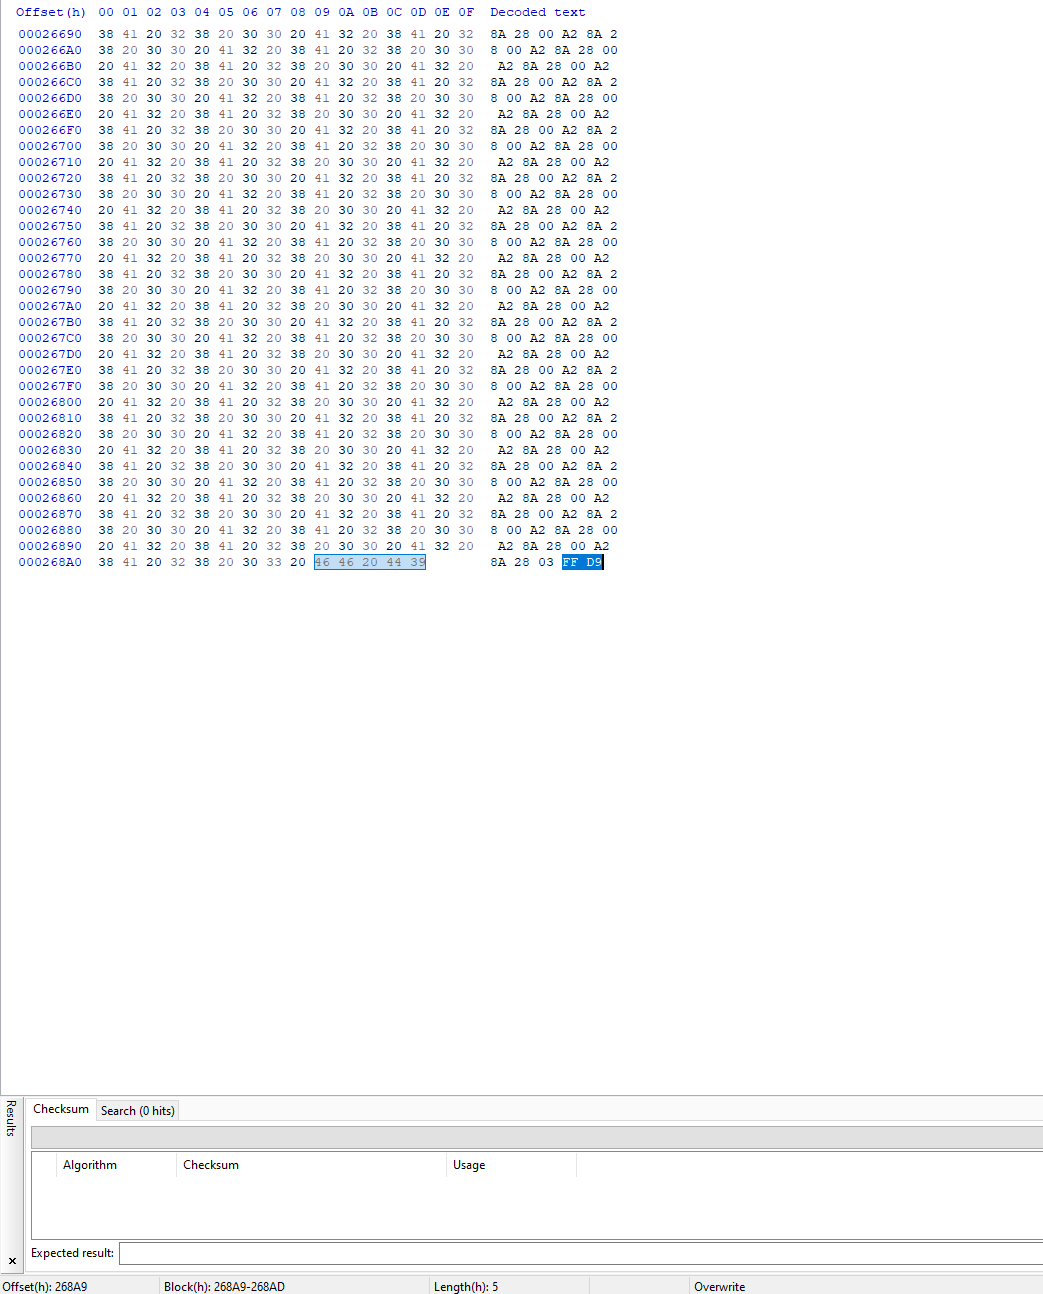 Offset(h) 00 01 02 03 04 05 06 07 08 09 0A 0B 0C 0D 0E 0F Decoded text
00026690 38 41 20 32 38 20 30 30 20 41 32 20 38 41 20 32 8A 28 00 A2 8A 2
000266A0 38 20 30 30 20 41 32 20 38 41 20 32 38 20 30 30 8 00 A2 8A 28 00
000266B0 20 41 32 20 38 41 20 32 38 20 30 30 20 41 32 20 A2 8A 28 00 A2
000266C0 38 41 20 32 38 20 30 30 20 41 32 20 38 41 20 32 8A 28 00 A2 8A 2
000266D0 38 20 30 30 20 41 32 20 38 41 20 32 38 20 30 30 8 00 A2 8A 28 00
000266E0 20 41 32 20 38 41 20 32 38 20 30 30 20 41 32 20 A2 8A 28 00 A2
000266F0 38 41 20 32 38 20 30 30 20 41 32 20 38 41 20 32 8A 28 00 A2 8A 2
00026700 38 20 30 30 20 41 32 20 38 41 20 32 38 20 30 30 8 00 A2 8A 28 00
00026710 20 41 32 20 38 41 20 32 38 20 30 30 20 41 32 20 A2 8A 28 00 A2
00026720 38 41 20 32 38 20 30 30 20 41 32 20 38 41 20 32 8A 28 00 A2 8A 2
00026730 38 20 30 30 20 41 32 20 38 41 20 32 38 20 30 30 8 00 A2 8A 28 00
00026740 20 41 32 20 38 41 20 32 38 20 30 30 20 41 32 20 A2 8A 28 00 A2
00026750 38 41 20 32 38 20 30 30 20 41 32 20 38 41 20 32 8A 28 00 A2 8A 2
00026760 38 20 30 30 20 41 32 20 38 41 20 32 38 20 30 30 8 00 A2 8A 28 00
00026770 20 41 32 20 38 41 20 32 38 20 30 30 20 41 32 20 A2 8A 28 00 A2
00026780 38 41 20 32 38 20 30 30 20 41 32 20 38 41 20 32 8A 28 00 A2 8A 2
00026790 38 20 30 30 20 41 32 20 38 41 20 32 38 20 30 30 8 00 A2 8A 28 00
000267A0 20 41 32 20 38 41 20 32 38 20 30 30 20 41 32 20 A2 8A 28 00 A2
000267B0 38 41 20 32 38 20 30 30 20 41 32 20 38 41 20 32 8A 28 00 A2 8A 2
000267C0 38 20 30 30 20 41 32 20 38 41 20 32 38 20 30 30 8 00 A2 8A 28 00
000267D0 20 41 32 20 38 41 20 32 38 20 30 30 20 41 32 20 A2 8A 28 00 A2
000267E0 38 41 20 32 38 20 30 30 20 41 32 20 38 41 20 32 8A 28 00 A2 8A 2
000267F0 38 20 30 30 20 41 32 20 38 41 20 32 38 20 30 30 8 00 A2 8A 28 00
00026800 20 41 32 20 38 41 20 32 38 20 30 30 20 41 32 20 A2 8A 28 00 A2
00026810 38 41 20 32 38 20 30 30 20 41 32 20 38 41 20 32 8A 28 00 A2 8A 2
00026820 38 20 30 30 20 41 32 20 38 41 20 32 38 20 30 30 8 00 A2 8A 28 00
00026830 20 41 32 20 38 41 20 32 38 20 30 30 20 41 32 20 A2 8A 28 00 A2
00026840 38 41 20 32 38 20 30 30 20 41 32 20 38 41 20 32 8A 28 00 A2 8A 2
00026850 38 20 30 30 20 41 32 20 38 41 20 32 38 20 30 30 8 00 A2 8A 28 00
00026860 20 41 32 20 38 41 20 32 38 20 30 30 20 41 32 20 A2 8A 28 00 A2
00026870 38 41 20 32 38 20 30 30 20 41 32 20 38 41 20 32 8A 28 00 A2 8A 2
00026880 38 20 30 30 20 41 32 20 38 41 20 32 38 20 30 30 8 00 A2 8A 28 00
00026890 20 41 32 20 38 41 20 32 38 20 30 30 20 41 32 20 A2 8A 28 00 A2
000268A0 38 41 20 32 38 20 30 33 20 46 46 20 44 39 8A 28 03 FF D9
Results
Checksum Search (0 hits)
Algorithm Checksum Usage
Expected result:
Offset(h): 268A9 Block(h): 268A9-268AD Length(h): 5 Overwrite